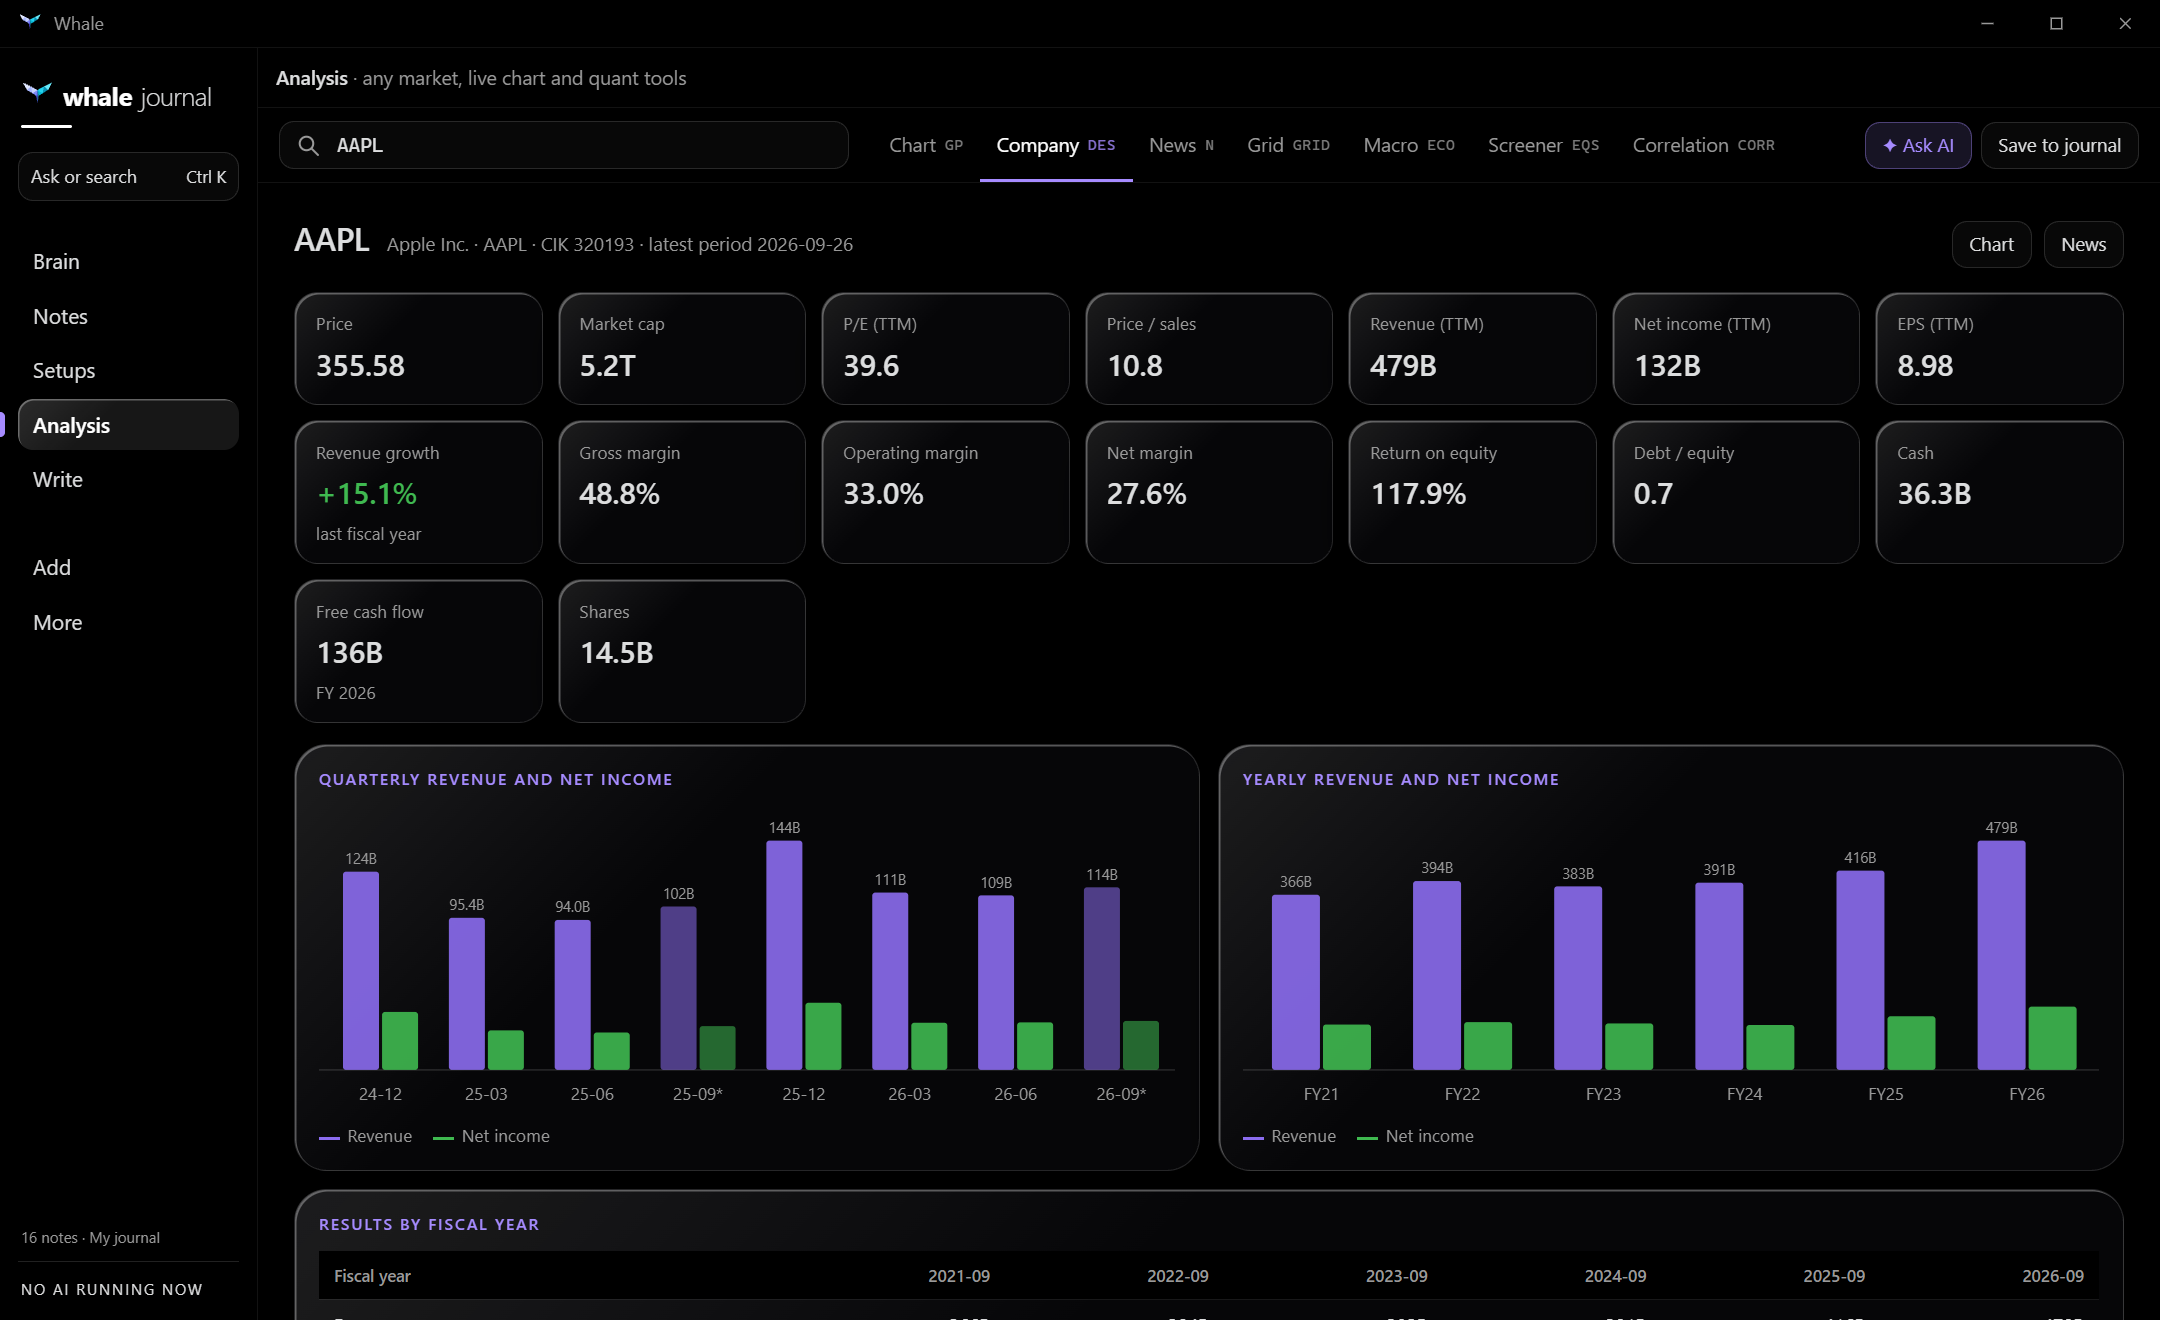 Whale
whale journal
Ask or search Ctrl K
Brain
Notes
Setups
Analysis
Write
Add
More
16 notes · My journal
NO AI RUNNING NOW
Analysis · any market, live chart and quant tools
AAPL
Chart GP Company DES News N Grid GRID Macro ECO Screener EQS Correlation CORR
✦ Ask AI Save to journal
AAPL Apple Inc. · AAPL · CIK 320193 · latest period 2026-09-26
Chart News
Price Market cap P/E (TTM) Price / sales Revenue (TTM) Net income (TTM) EPS (TTM)
355.58 5.2T 39.6 10.8 479B 132B 8.98
Revenue growth Gross margin Operating margin Net margin Return on equity Debt / equity Cash
+15.1% 48.8% 33.0% 27.6% 117.9% 0.7 36.3B
last fiscal year
Free cash flow Shares
136B 14.5B
FY 2026
QUARTERLY REVENUE AND NET INCOME
124B 95.4B 94.0B 102B 144B 111B 109B 114B
24-12 25-03 25-06 25-09* 25-12 26-03 26-06 26-09*
Revenue Net income
YEARLY REVENUE AND NET INCOME
366B 394B 383B 391B 416B 479B
FY21 FY22 FY23 FY24 FY25 FY26
Revenue Net income
RESULTS BY FISCAL YEAR
Fiscal year 2021-09 2022-09 2023-09 2024-09 2025-09 2026-09